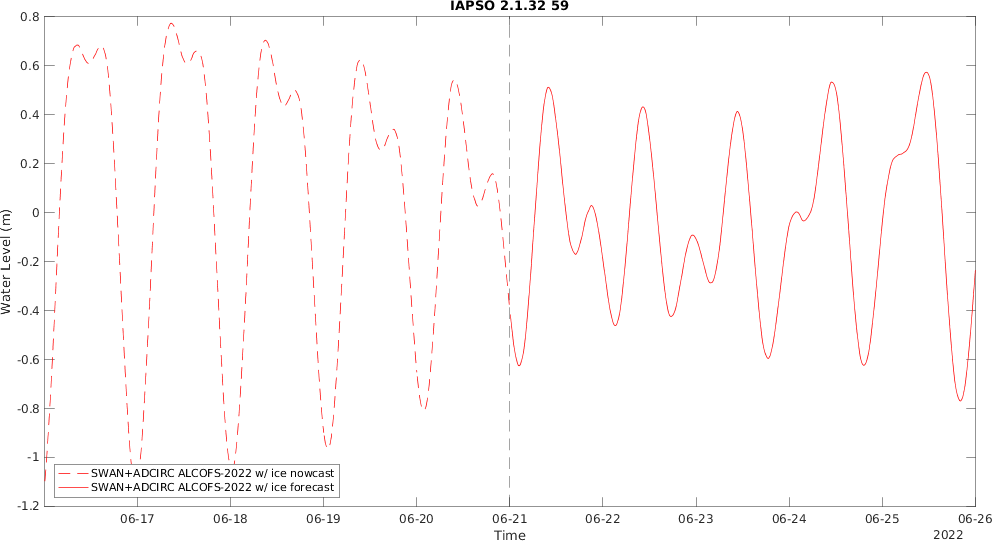 IAPSO 2.1.32 59
0.8
0.6
0.4
0.2
0
-0.2
-0.4
-0.6
-0.8
-1
-1.2
Water Level (m)
SWAN+ADCIRC ALCOFS-2022 w/ ice nowcast
SWAN+ADCIRC ALCOFS-2022 w/ ice forecast
06-17 06-18 06-19 06-20 06-21 06-22 06-23 06-24 06-25 06-26
Time
2022